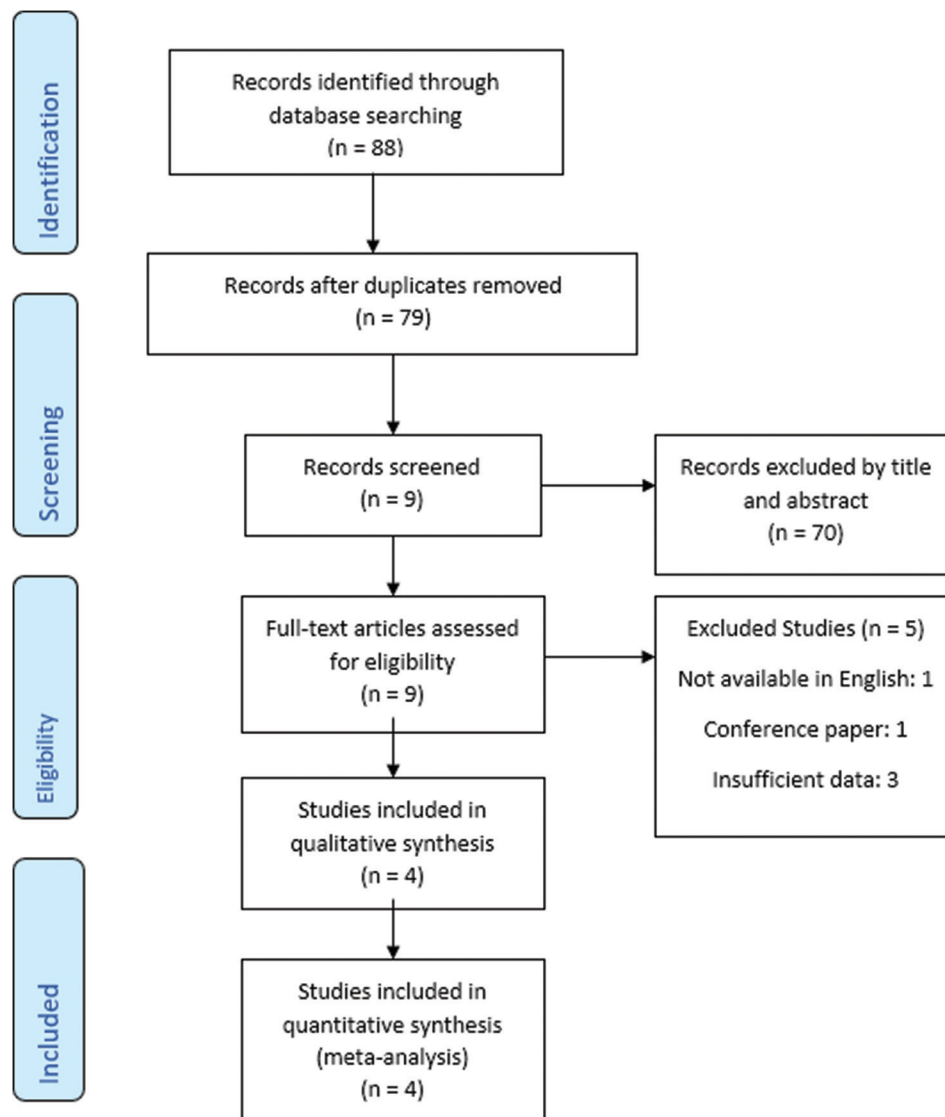 Identification
Records identified through
database searching
(n = 88)
Records after duplicates removed
(n = 79)
Screening
Records screened
(n = 9)
Records excluded by title
and abstract
(n = 70)
Eligibility
Full-text articles assessed
for eligibility
(n = 9)
Excluded Studies (n = 5)
Not available in English: 1
Conference paper: 1
Insufficient data: 3
Studies included in
qualitative synthesis
(n = 4)
Included
Studies included in
quantitative synthesis
(meta-analysis)
(n = 4)